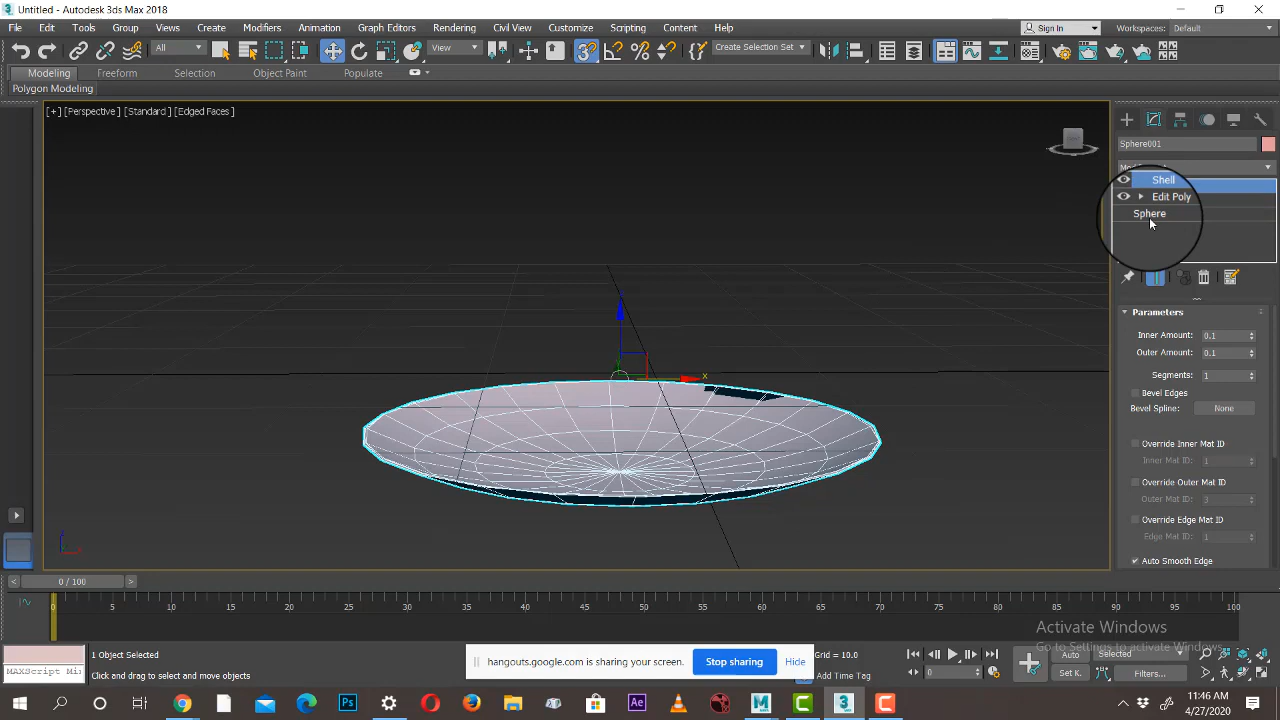 Untitled - Autodesk 3ds Max 2018
File Edit Tools Group Views Create Modifiers Animation Graph Editors Rendering Civil View Customize Scripting Content Help
Sign In Workspaces: Default
All View Create Selection Set
Modeling Freeform Selection Object Paint Populate
Polygon Modeling
[+] [Perspective] [Standard] [Edged Faces]
Sphere001
Shell
Edit Poly
Sphere
Parameters
Inner Amount: 0.1
Outer Amount: 0.1
Segments: 1
Bevel Edges
Bevel Spline: None
Override Inner Mat ID
Inner Mat ID: 1
Override Outer Mat ID
Outer Mat ID: 3
Override Edge Mat ID
Edge Mat ID: 1
Auto Smooth Edge
x
0 / 100
0 5 10 15 20 25 30 35 40 45 50 55 60 65 70 75 80 85 90 95 100
Activate Windows
Go to Settings to activate Windows.
1 Object Selected
MAXScript Mi
Click and drag to select and move objects
hangouts.google.com is sharing your screen. Stop sharing Hide
Grid = 10.0
Add Time Tag
0
Auto Selected
Set K. Filters...
Ps Ae 3
11:46 AM
4/27/2020